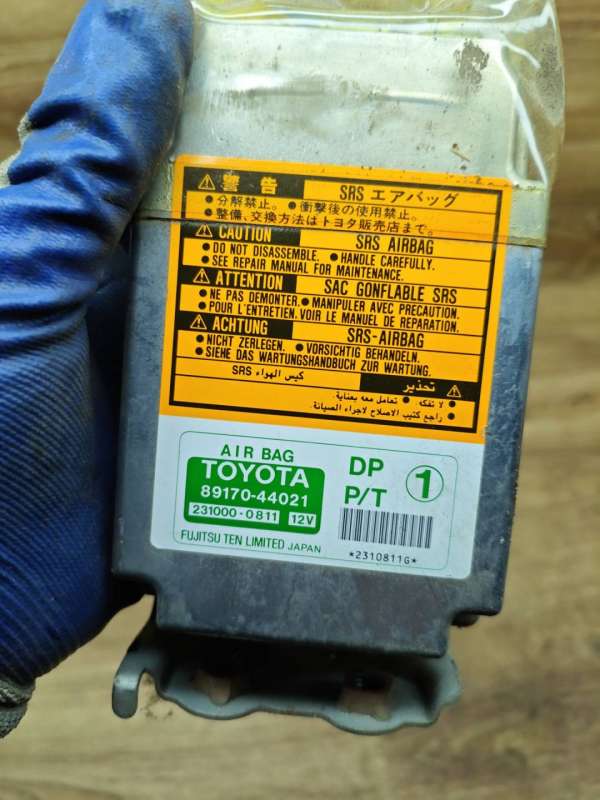 ⚠ 警告 SRS エアバッグ
●分解禁止。 ●衝撃後の使用禁止。
●整備、交換方法はトヨタ販売店まで。
⚠ CAUTION SRS AIRBAG
●DO NOT DISASSEMBLE. ●HANDLE CAREFULLY.
●SEE REPAIR MANUAL FOR MAINTENANCE.
⚠ ATTENTION SAC GONFLABLE SRS
●NE PAS DEMONTER. ●MANIPULER AVEC PRECAUTION.
●POUR L'ENTRETIEN. VOIR LE MANUEL DE REPARATION.
⚠ ACHTUNG SRS-AIRBAG
●NICHT ZERLEGEN. ●VORSICHTIG BEHANDELN.
●SIEHE DAS WARTUNGSHANDBUCH ZUR WARTUNG.
⚠ تحذير كيس الهواء SRS
● لا تفكه. ● تعامل معه بعناية.
● راجع كتيب الاصلاح لاجراء الصيانة.
AIR BAG
TOYOTA
89170-44021
231000-0811 12V
FUJITSU TEN LIMITED JAPAN
DP
P/T
1
*2310811G*